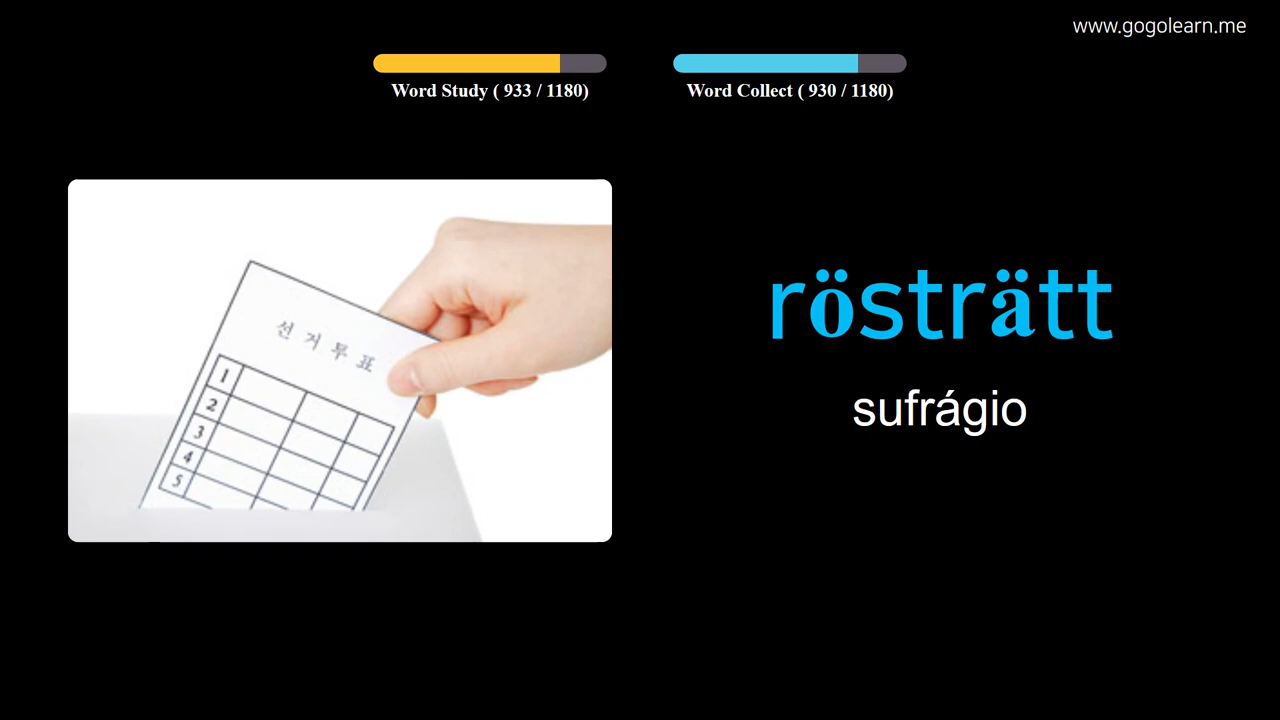 www.gogolearn.me
Word Study ( 933 / 1180)
Word Collect ( 930 / 1180)
선거투표
1
2
3
4
5
rösträtt
sufrágio